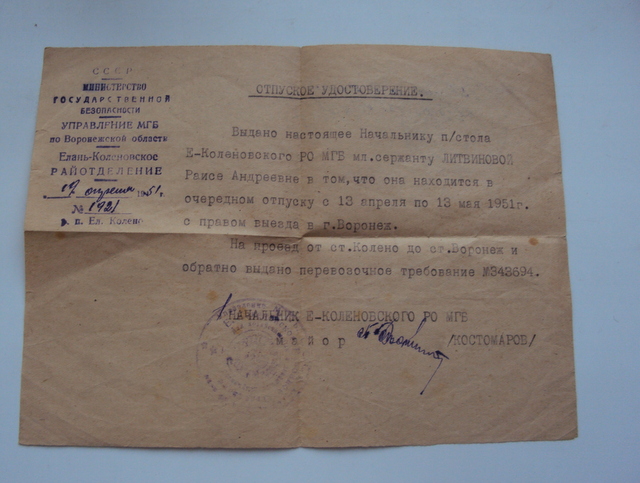 СССР
МИНИСТЕРСТВО
ГОСУДАРСТВЕННОЙ
БЕЗОПАСНОСТИ
УПРАВЛЕНИЕ МГБ
по Воронежской области
Елань-Коленовское
РАЙОТДЕЛЕНИЕ
апреля 1951г.
№ 1921
р. п. Ел. Колено
ОТПУСКНОЕ УДОСТОВЕРЕНИЕ.
Выдано настоящее Начальнику п/стола
Е-Коленовского РО МГБ мл.сержанту ЛИТВИНОВОЙ
Раисе Андреевне в том, что она находится в
очередном отпуску с 13 апреля по 13 мая 1951г.
с правом выезда в г.Воронеж.
На проезд от ст.Колено до ст.Воронеж и
обратно выдано перевозочное требование №343694.
НАЧАЛЬНИК Е-КОЛЕНОВСКОГО РО МГБ
Майор /КОСТОМАРОВ/